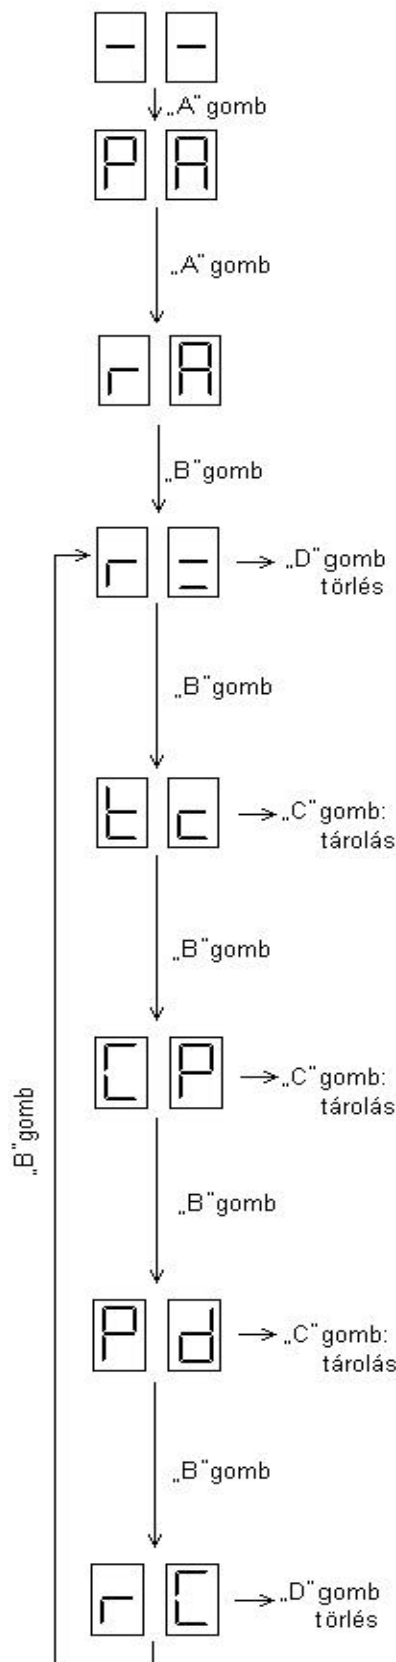 – –
„A” gomb
P A
„A” gomb
r A
„B” gomb
r =
„D” gomb
törlés
„B” gomb
t c
„C” gomb:
tárolás
„B” gomb
C P
„C” gomb:
tárolás
„B” gomb
„B” gomb
P d
„C” gomb:
tárolás
„B” gomb
r C
„D” gomb
törlés